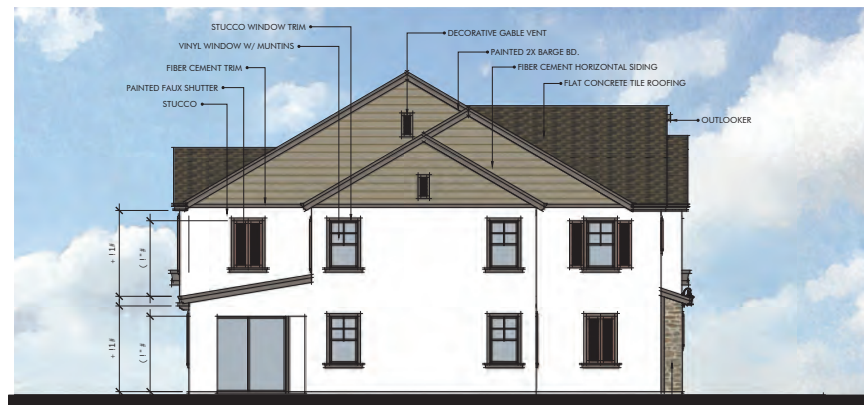 STUCCO WINDOW TRIM
VINYL WINDOW W/ MUNTINS
FIBER CEMENT TRIM
PAINTED FAUX SHUTTER
STUCCO
DECORATIVE GABLE VENT
PAINTED 2X BARGE BD.
FIBER CEMENT HORIZONTAL SIDING
FLAT CONCRETE TILE ROOFING
OUTLOOKER